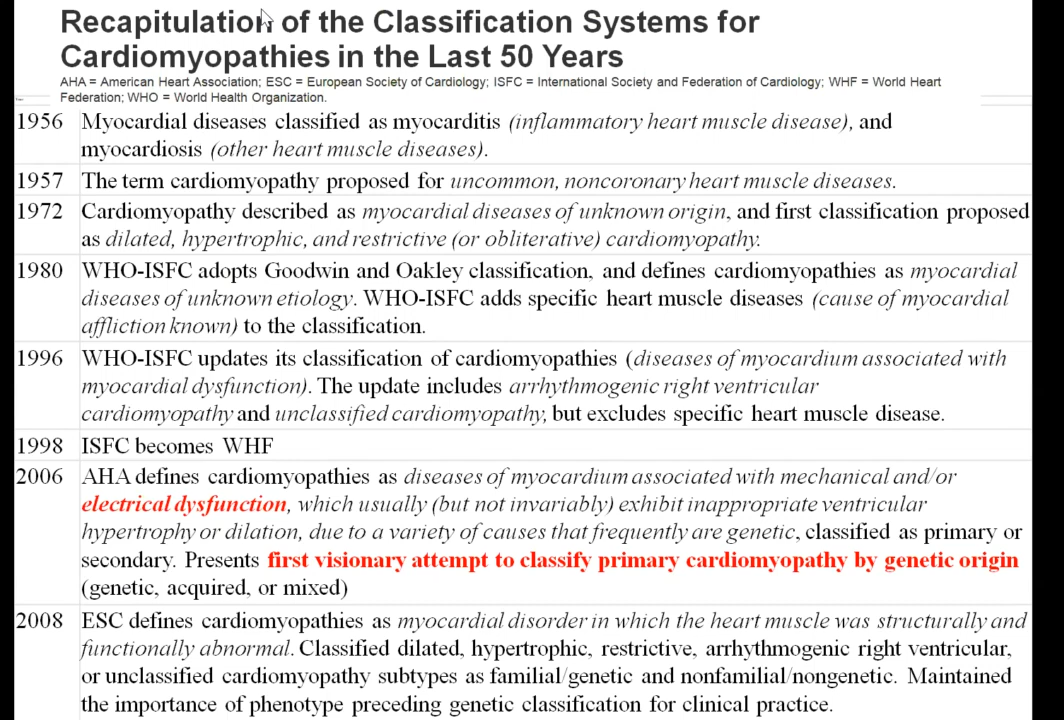 Recapitulation of the Classification Systems for
Cardiomyopathies in the Last 50 Years
AHA = American Heart Association; ESC = European Society of Cardiology; ISFC = International Society and Federation of Cardiology; WHF = World Heart
Federation; WHO = World Health Organization.
1956 Myocardial diseases classified as myocarditis (inflammatory heart muscle disease), and
myocardiosis (other heart muscle diseases).
1957 The term cardiomyopathy proposed for uncommon, noncoronary heart muscle diseases.
1972 Cardiomyopathy described as myocardial diseases of unknown origin, and first classification proposed
as dilated, hypertrophic, and restrictive (or obliterative) cardiomyopathy.
1980 WHO-ISFC adopts Goodwin and Oakley classification, and defines cardiomyopathies as myocardial
diseases of unknown etiology. WHO-ISFC adds specific heart muscle diseases (cause of myocardial
affliction known) to the classification.
1996 WHO-ISFC updates its classification of cardiomyopathies (diseases of myocardium associated with
myocardial dysfunction). The update includes arrhythmogenic right ventricular
cardiomyopathy and unclassified cardiomyopathy, but excludes specific heart muscle disease.
1998 ISFC becomes WHF
2006 AHA defines cardiomyopathies as diseases of myocardium associated with mechanical and/or
electrical dysfunction, which usually (but not invariably) exhibit inappropriate ventricular
hypertrophy or dilation, due to a variety of causes that frequently are genetic, classified as primary or
secondary. Presents first visionary attempt to classify primary cardiomyopathy by genetic origin
(genetic, acquired, or mixed)
2008 ESC defines cardiomyopathies as myocardial disorder in which the heart muscle was structurally and
functionally abnormal. Classified dilated, hypertrophic, restrictive, arrhythmogenic right ventricular,
or unclassified cardiomyopathy subtypes as familial/genetic and nonfamilial/nongenetic. Maintained
the importance of phenotype preceding genetic classification for clinical practice.